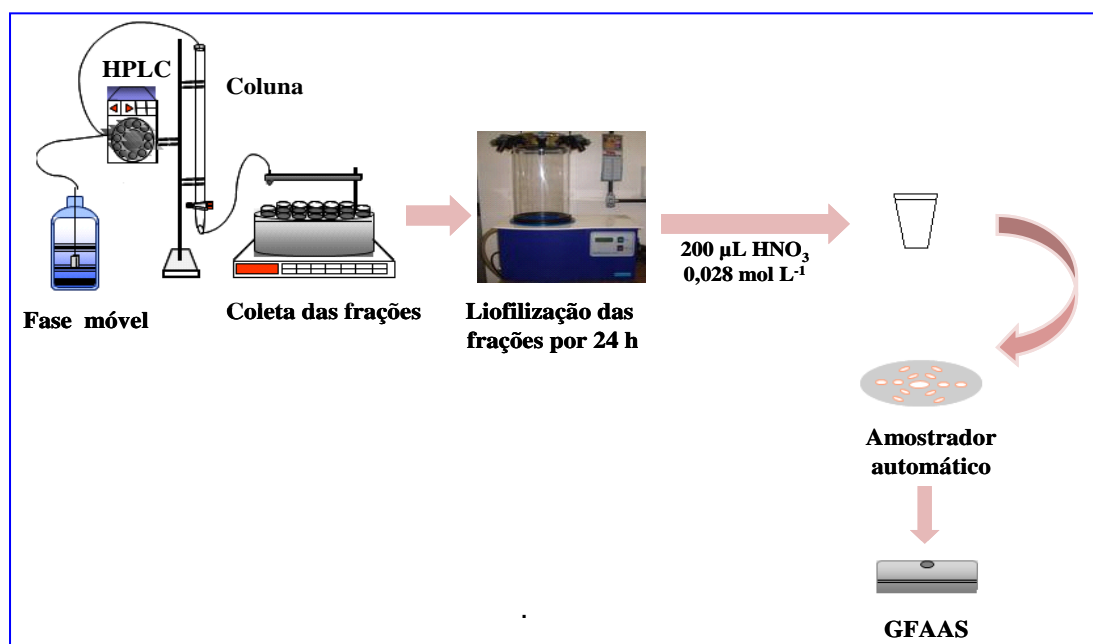 HPLC
Coluna
Fase móvel
Coleta das frações
Liofilização das
frações por 24 h
200 µL HNO₃
0,028 mol L⁻¹
Amostrador
automático
GFAAS
.